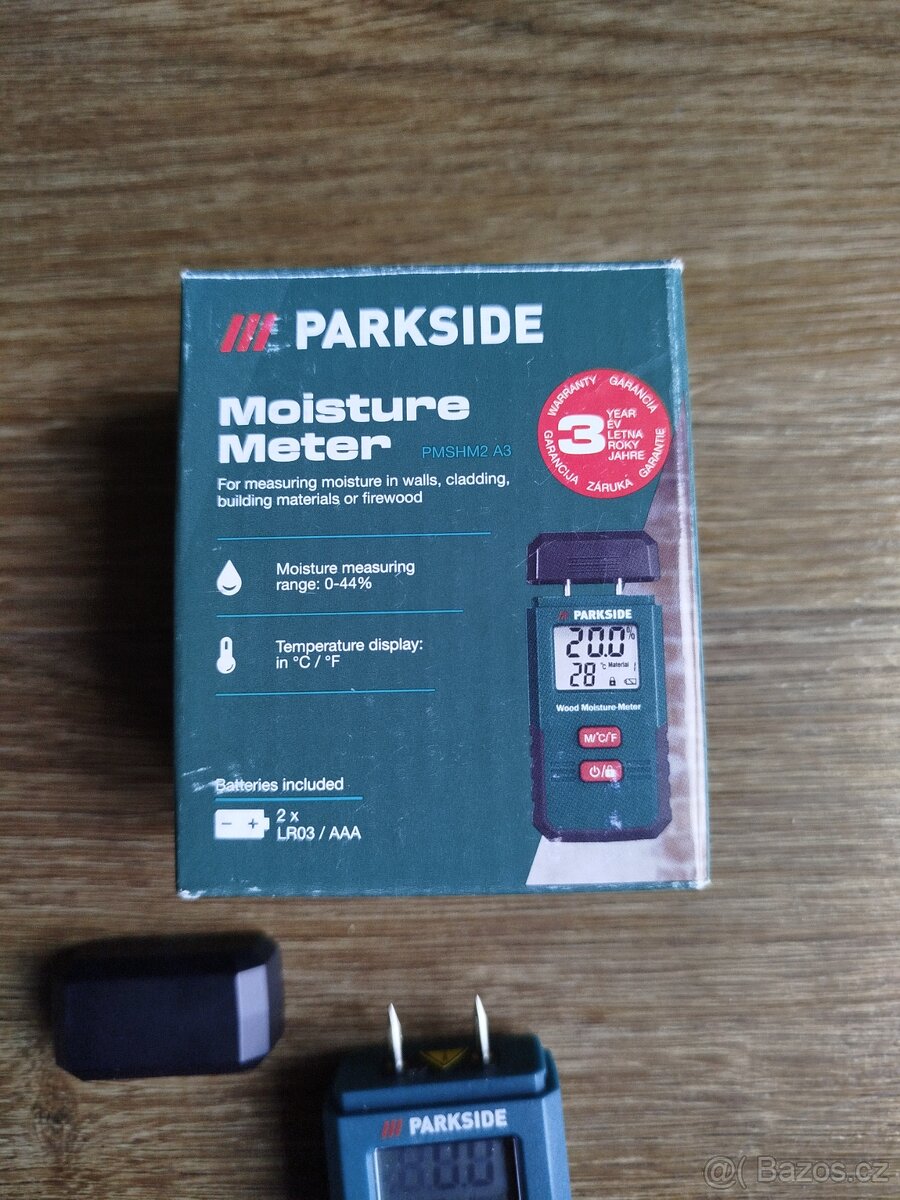 PARKSIDE
Moisture
Meter PMSHM2 A3
For measuring moisture in walls, cladding,
building materials or firewood
WARRANTY GARANCIA
3
YEAR
ÉV
LETNA
ROKY
JAHRE
GARANCIJA ZÁRUKA GARANTIE
Moisture measuring
range: 0-44%
Temperature display:
in °C / °F
PARKSIDE
20.0%
28 °C Material 1
Wood Moisture-Meter
M/°C/°F
Batteries included
- +
2 x
LR03 / AAA
PARKSIDE
@( Bazos.cz